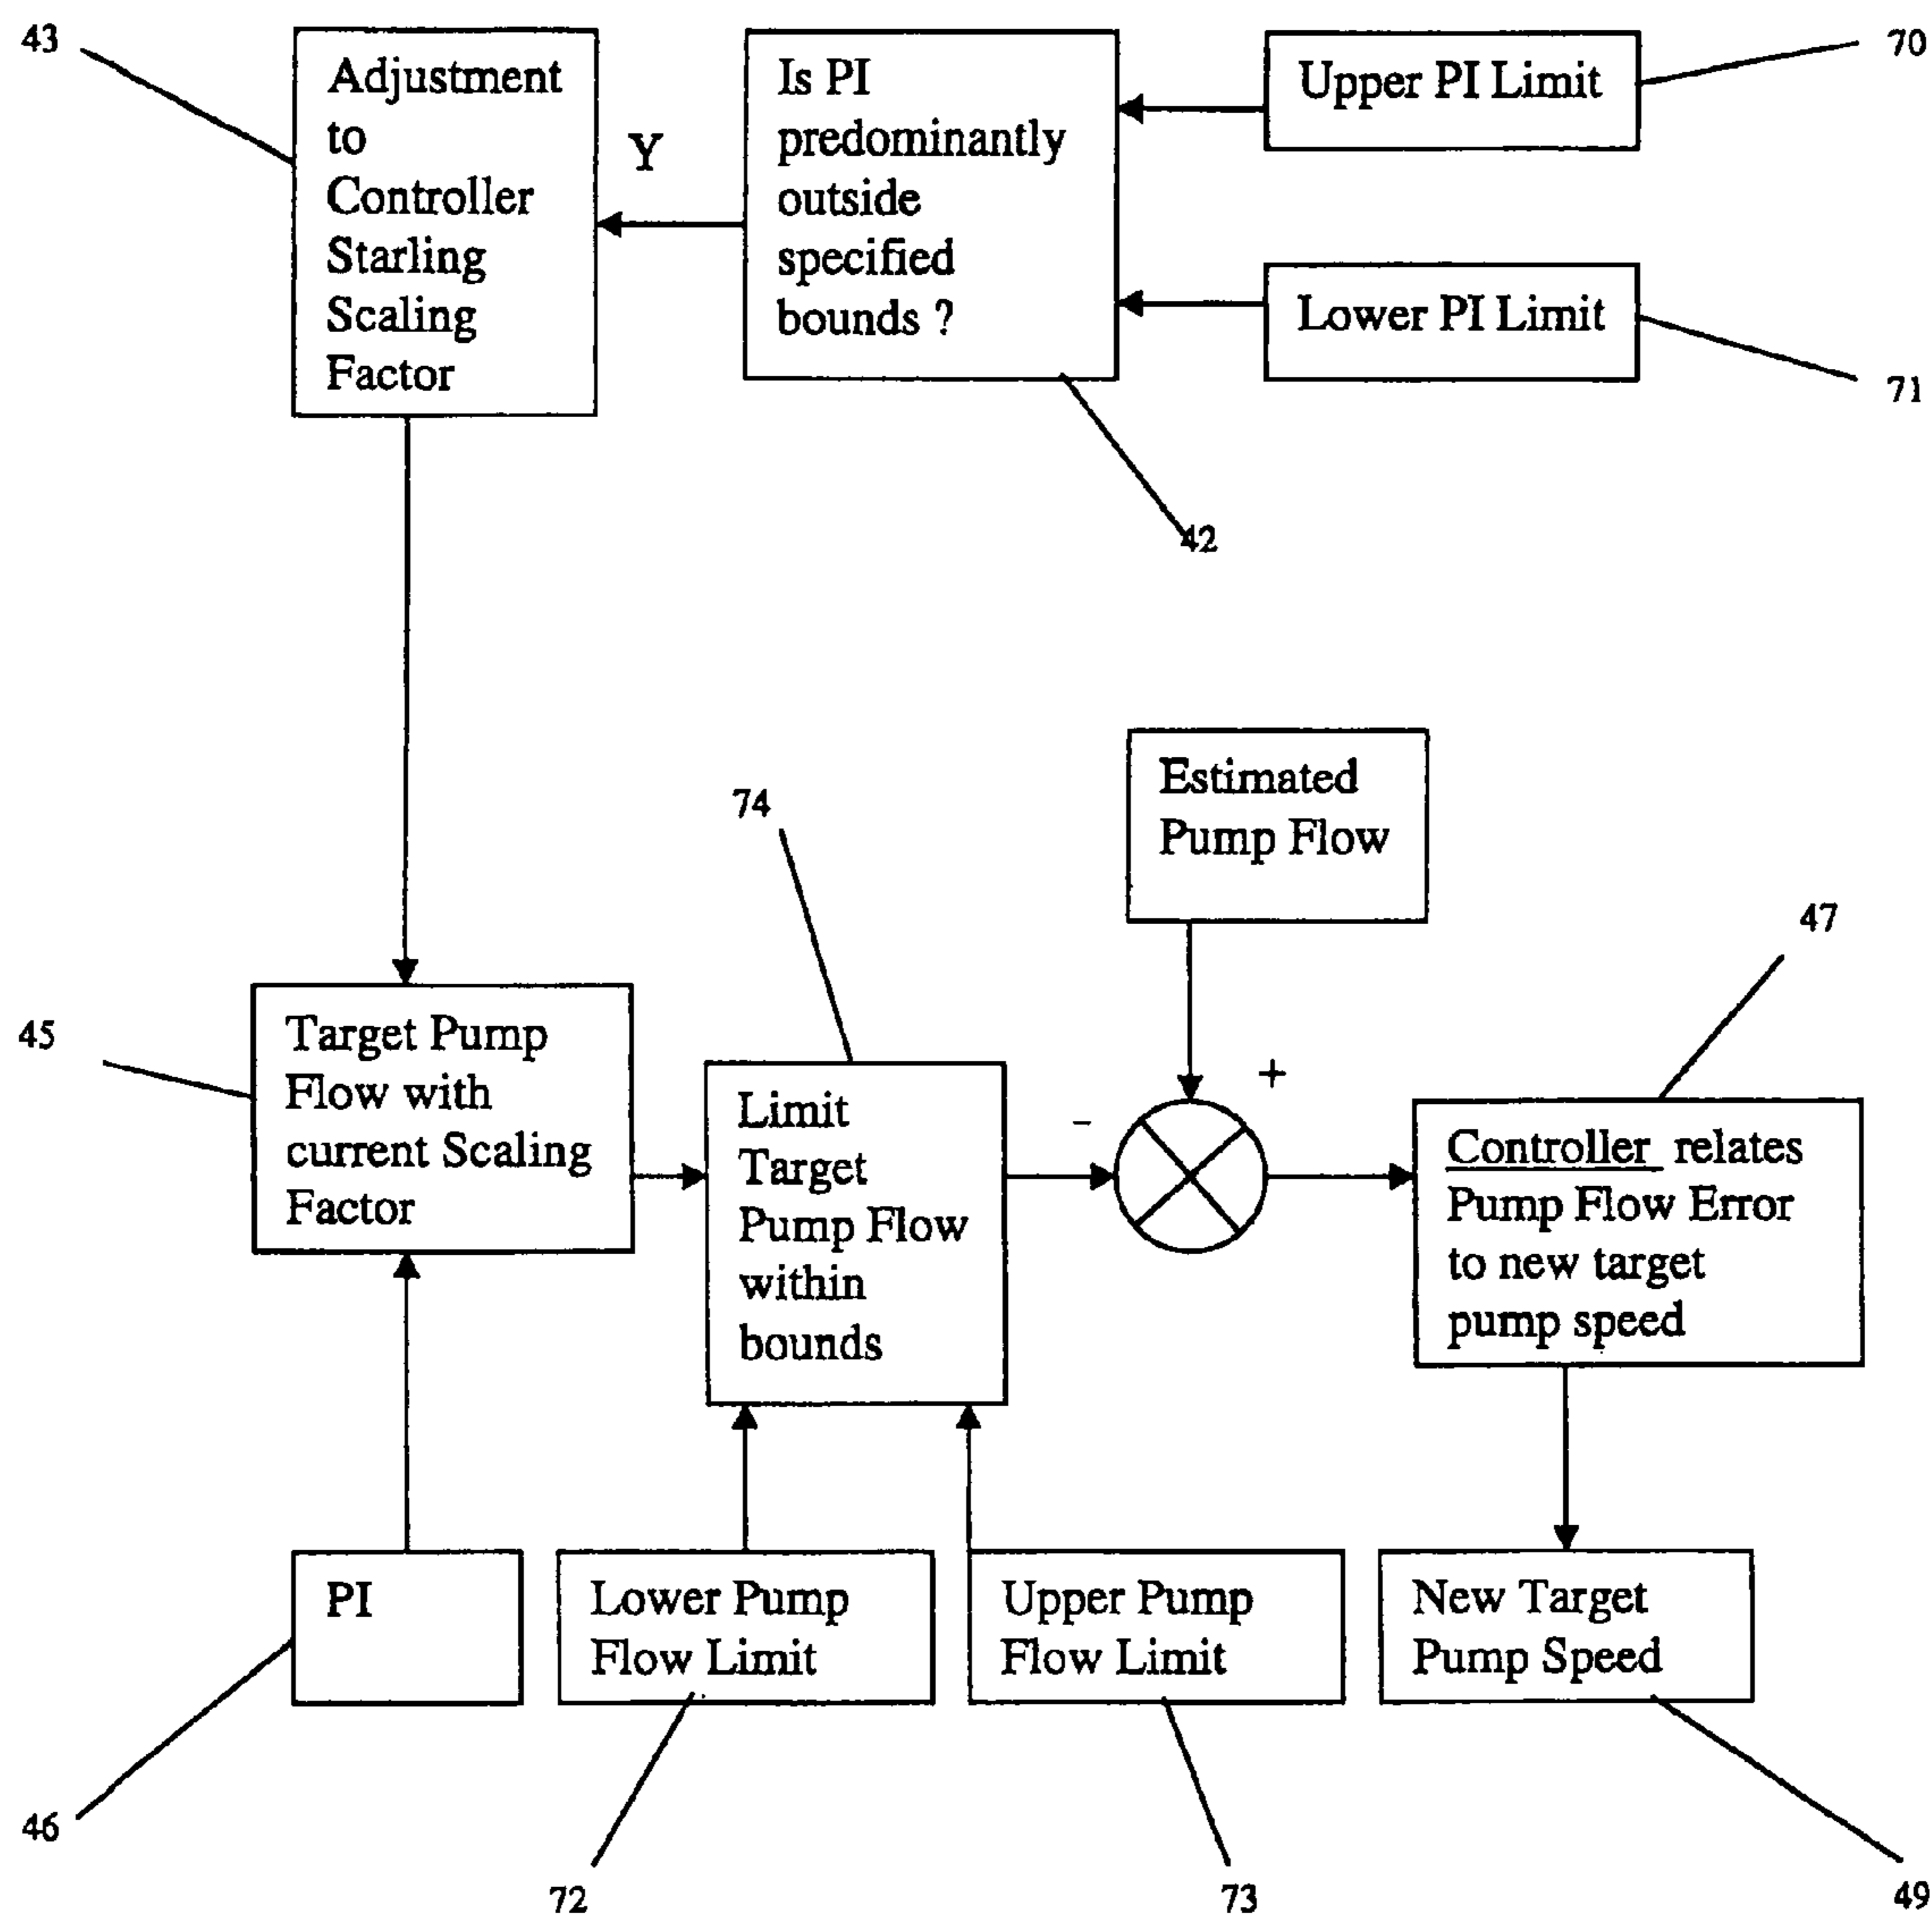 43
Adjustment
to
Controller
Starling
Scaling
Factor
Y
Is PI
predominantly
outside
specified
bounds ?
Upper PI Limit
70
Lower PI Limit
71
42
Estimated
Pump Flow
74
47
45
Target Pump
Flow with
current Scaling
Factor
Limit
Target
Pump Flow
within
bounds
-
+
Controller relates
Pump Flow Error
to new target
pump speed
PI
Lower Pump
Flow Limit
Upper Pump
Flow Limit
New Target
Pump Speed
46
72
73
49